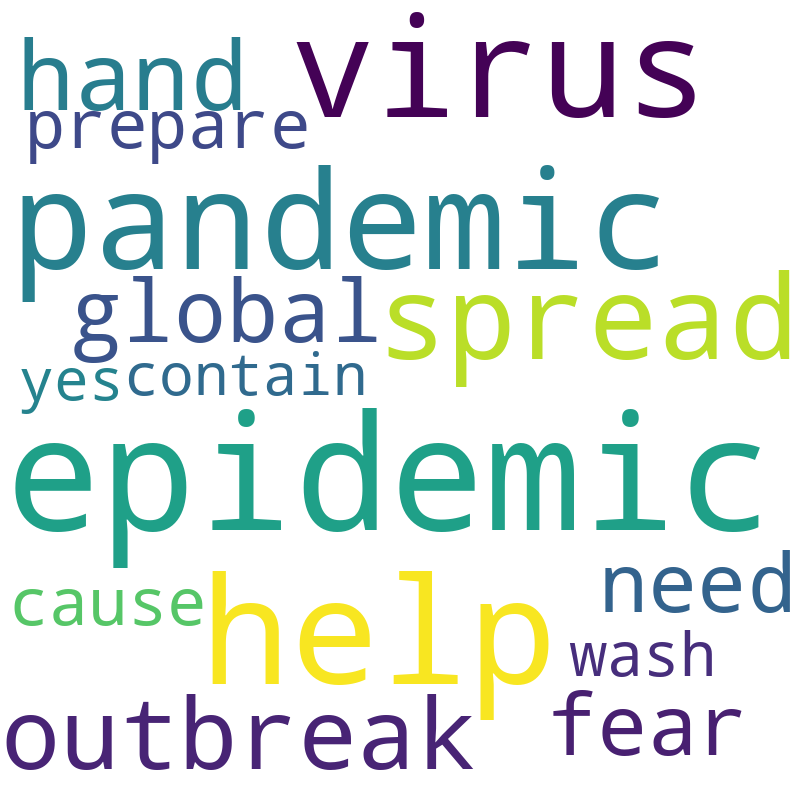 hand virus
prepare
pandemic
global spread
yes contain
epidemic
cause help need
wash
outbreak fear